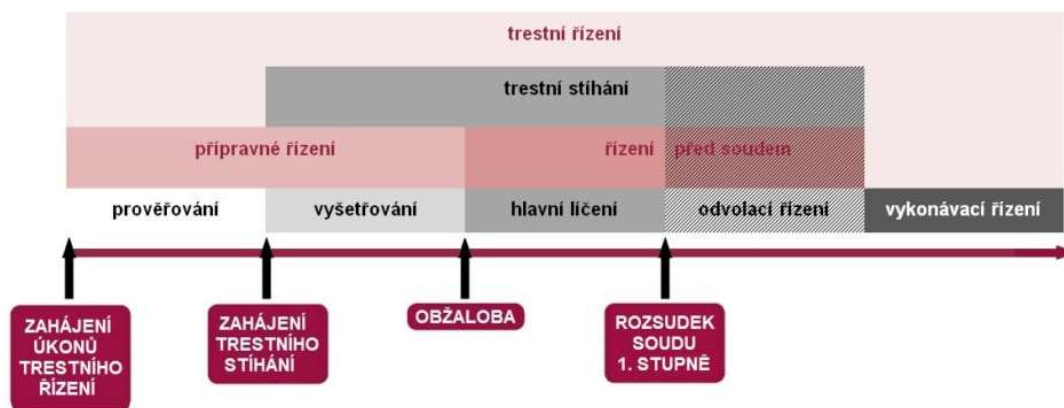 trestní řízení
trestní stíhání
přípravné řízení
řízení před soudem
prověřování
vyšetřování
hlavní líčení
odvolací řízení
vykonávací řízení
ZAHÁJENÍ
ÚKONŮ
TRESTNÍHO
ŘÍZENÍ
ZAHÁJENÍ
TRESTNÍHO
STÍHÁNÍ
OBŽALOBA
ROZSUDEK
SOUDU
1. STUPNĚ